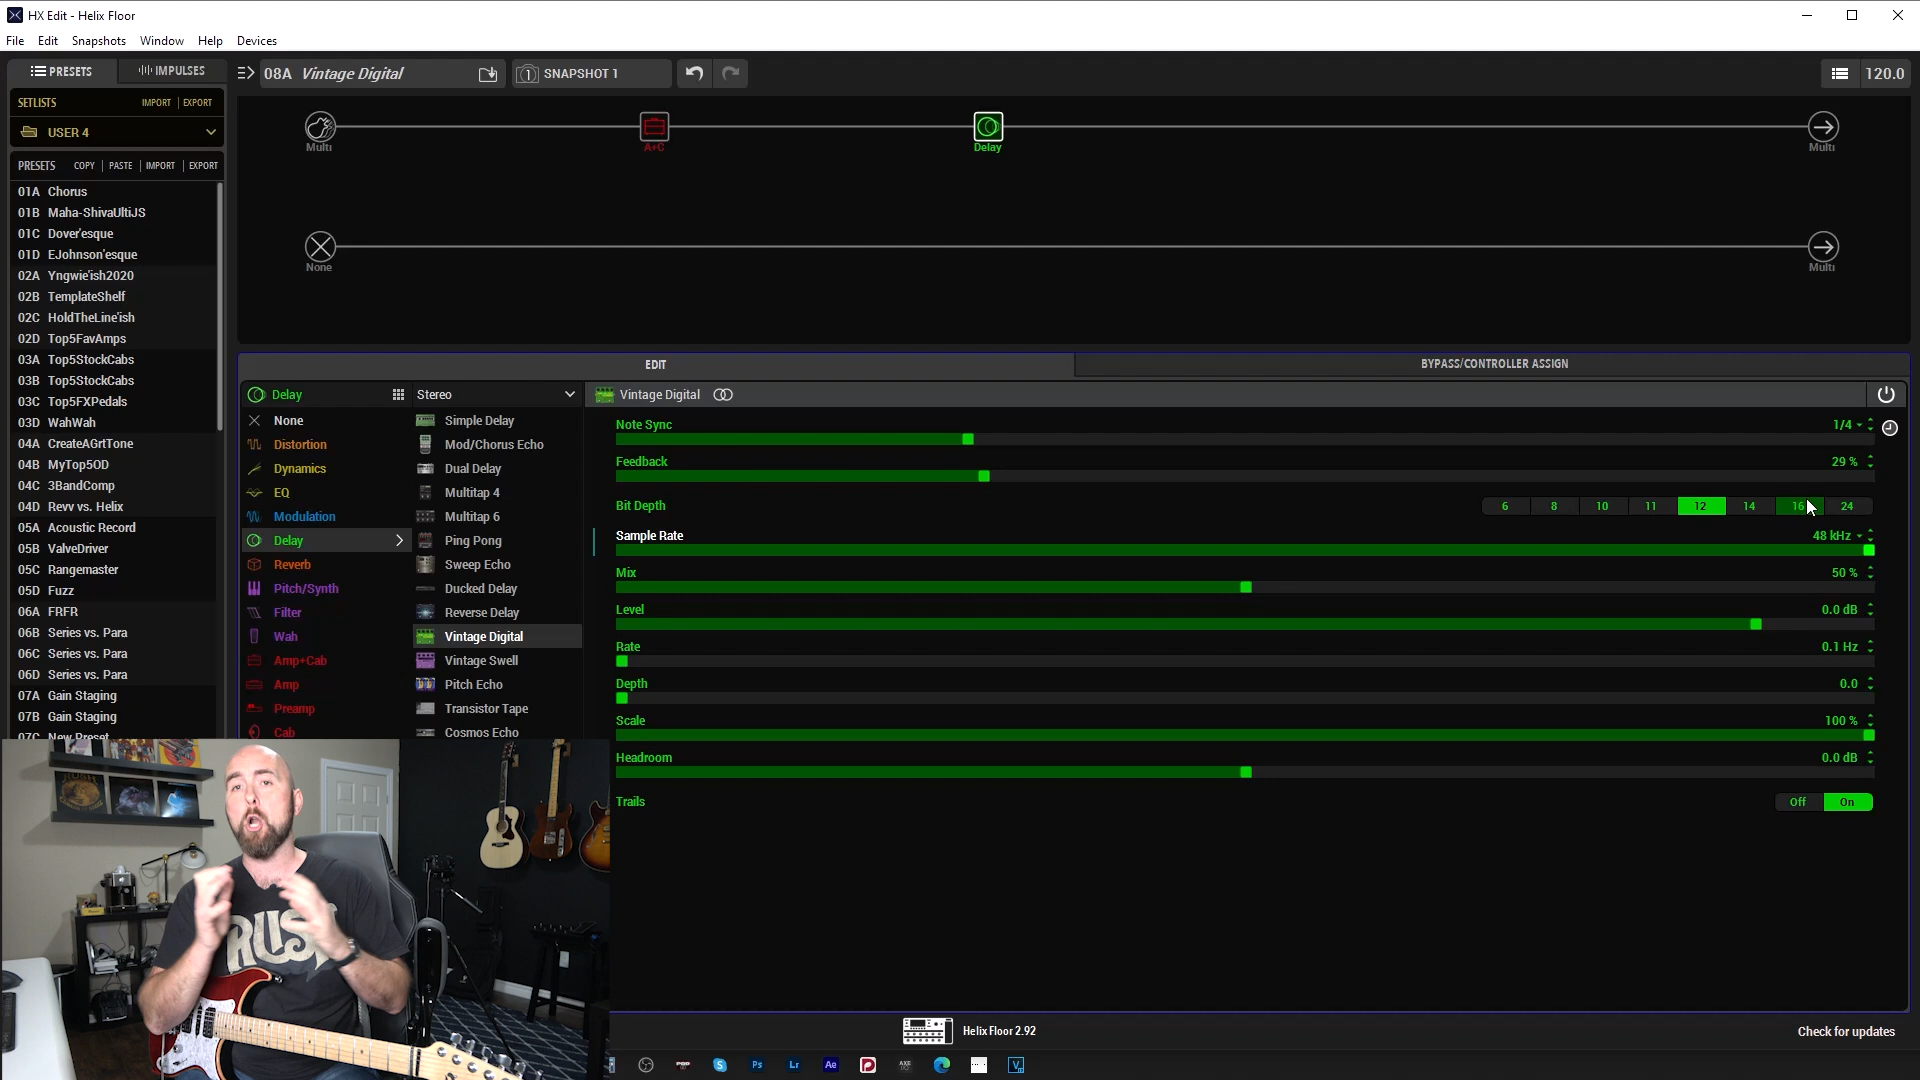 HX Edit - Helix Floor
File Edit Snapshots Window Help Devices
PRESETS IMPULSES
08A Vintage Digital
1 SNAPSHOT 1
120.0
SETLISTS IMPORT | EXPORT
USER 4
PRESETS COPY | PASTE | IMPORT | EXPORT
01A Chorus
01B Maha-ShivaUltiJS
01C Dover'esque
01D EJohnson'esque
02A Yngwie'ish2020
02B TemplateShelf
02C HoldTheLine'ish
02D Top5FavAmps
03A Top5StockCabs
03B Top5StockCabs
03C Top5FXPedals
03D WahWah
04A CreateAGrtTone
04B MyTop5OD
04C 3BandComp
04D Revv vs. Helix
05A Acoustic Record
05B ValveDriver
05C Rangemaster
05D Fuzz
06A FRFR
06B Series vs. Para
06C Series vs. Para
06D Series vs. Para
07A Gain Staging
07B Gain Staging
07C New Preset
Multi
A+C
Delay
Multi
None
Multi
EDIT
BYPASS/CONTROLLER ASSIGN
Delay
None
Distortion
Dynamics
EQ
Modulation
Delay
Reverb
Pitch/Synth
Filter
Wah
Amp+Cab
Amp
Preamp
Cab
Stereo
Simple Delay
Mod/Chorus Echo
Dual Delay
Multitap 4
Multitap 6
Ping Pong
Sweep Echo
Ducked Delay
Reverse Delay
Vintage Digital
Vintage Swell
Pitch Echo
Transistor Tape
Cosmos Echo
Vintage Digital
Note Sync 1/4
Feedback 29 %
Bit Depth 6 8 10 11 12 14 16 24
Sample Rate 48 kHz
Mix 50 %
Level 0.0 dB
Rate 0.1 Hz
Depth 0.0
Scale 100 %
Headroom 0.0 dB
Trails Off On
RUSH
RUS
Helix Floor 2.92
Check for updates
Ps
Lr
Ae